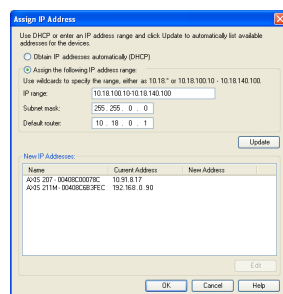 Assign IP Address
Use DHCP or enter an IP range, either and click Update to automatically list available
addresses for the devices.
Obtain IP addresses automatically (DHCP)
Assign the following IP address range:
Use wildcards to specify the range, either as 10.18.* or 10.18.100.10 - 10.18.140.100.
IP range: 10.18.100.10-10.18.140.100
Subnet mask: 255 . 255 . 0 . 0
Default router: 10 . 18 . 0 . 1
Update
New IP Addresses:
Name Current Address New Address
AXIS 207 - 00408C00078C 10.91.8.17
AXIS 211M - 00408C6B3FEC 192.168.0.90
Edit
OK Cancel Help